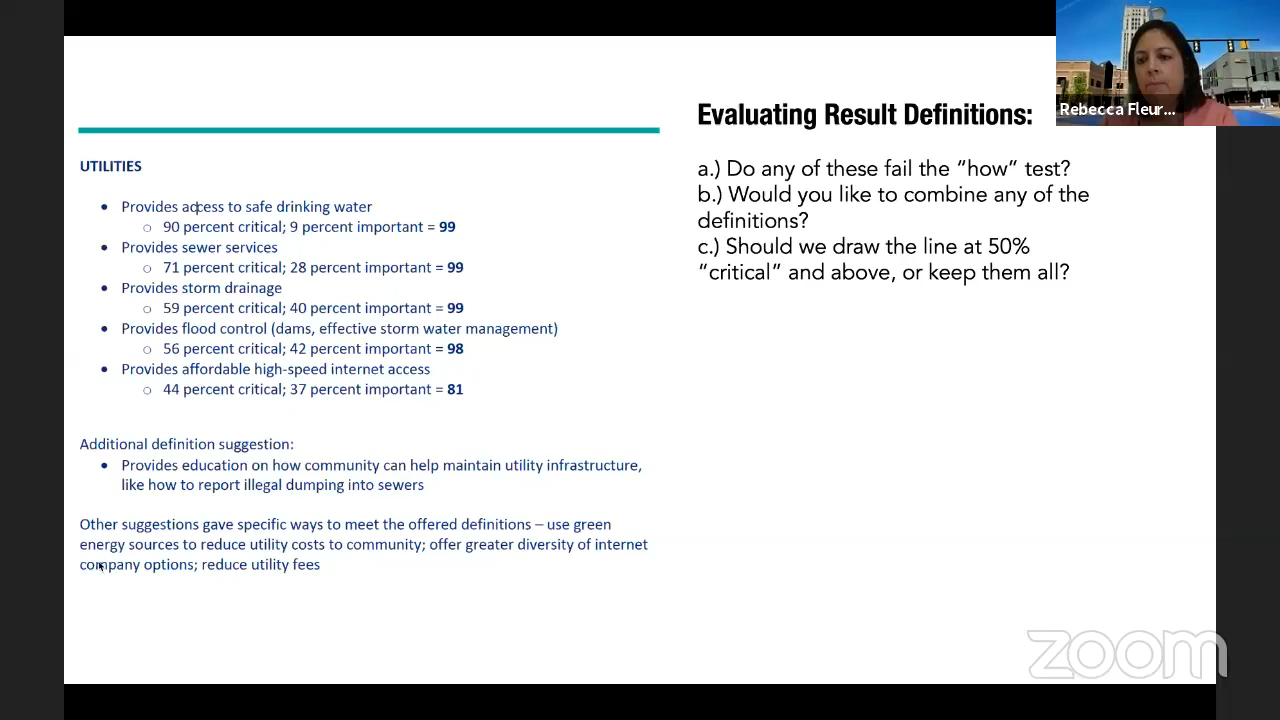 UTILITIES
• Provides access to safe drinking water
○ 90 percent critical; 9 percent important = 99
• Provides sewer services
○ 71 percent critical; 28 percent important = 99
• Provides storm drainage
○ 59 percent critical; 40 percent important = 99
• Provides flood control (dams, effective storm water management)
○ 56 percent critical; 42 percent important = 98
• Provides affordable high-speed internet access
○ 44 percent critical; 37 percent important = 81
Additional definition suggestion:
• Provides education on how community can help maintain utility infrastructure,
like how to report illegal dumping into sewers
Other suggestions gave specific ways to meet the offered definitions – use green
energy sources to reduce utility costs to community; offer greater diversity of internet
company options; reduce utility fees
Evaluating Result Definitions:
a.) Do any of these fail the “how” test?
b.) Would you like to combine any of the
definitions?
c.) Should we draw the line at 50%
“critical” and above, or keep them all?
Rebecca Fleur...
zoom